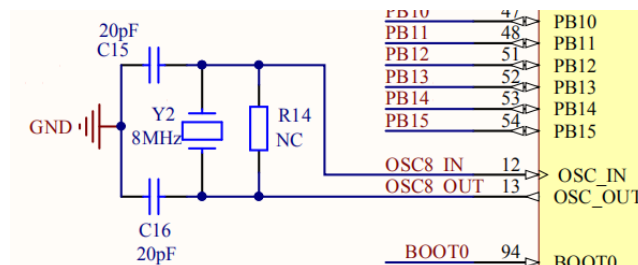 20pF
C15
GND
Y2
8MHz
R14
NC
C16
20pF
PB10 47 PB10
PB11 48 PB11
PB12 51 PB12
PB13 52 PB13
PB14 53 PB14
PB15 54 PB15
OSC8_IN 12 OSC_IN
OSC8_OUT 13 OSC_OUT
BOOT0 94 BOOT0